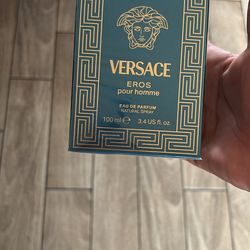 VERSACE
EROS
pour homme
EAU DE PARFUM
NATURAL SPRAY
100 ml ℮ 3.4 US fl. oz.